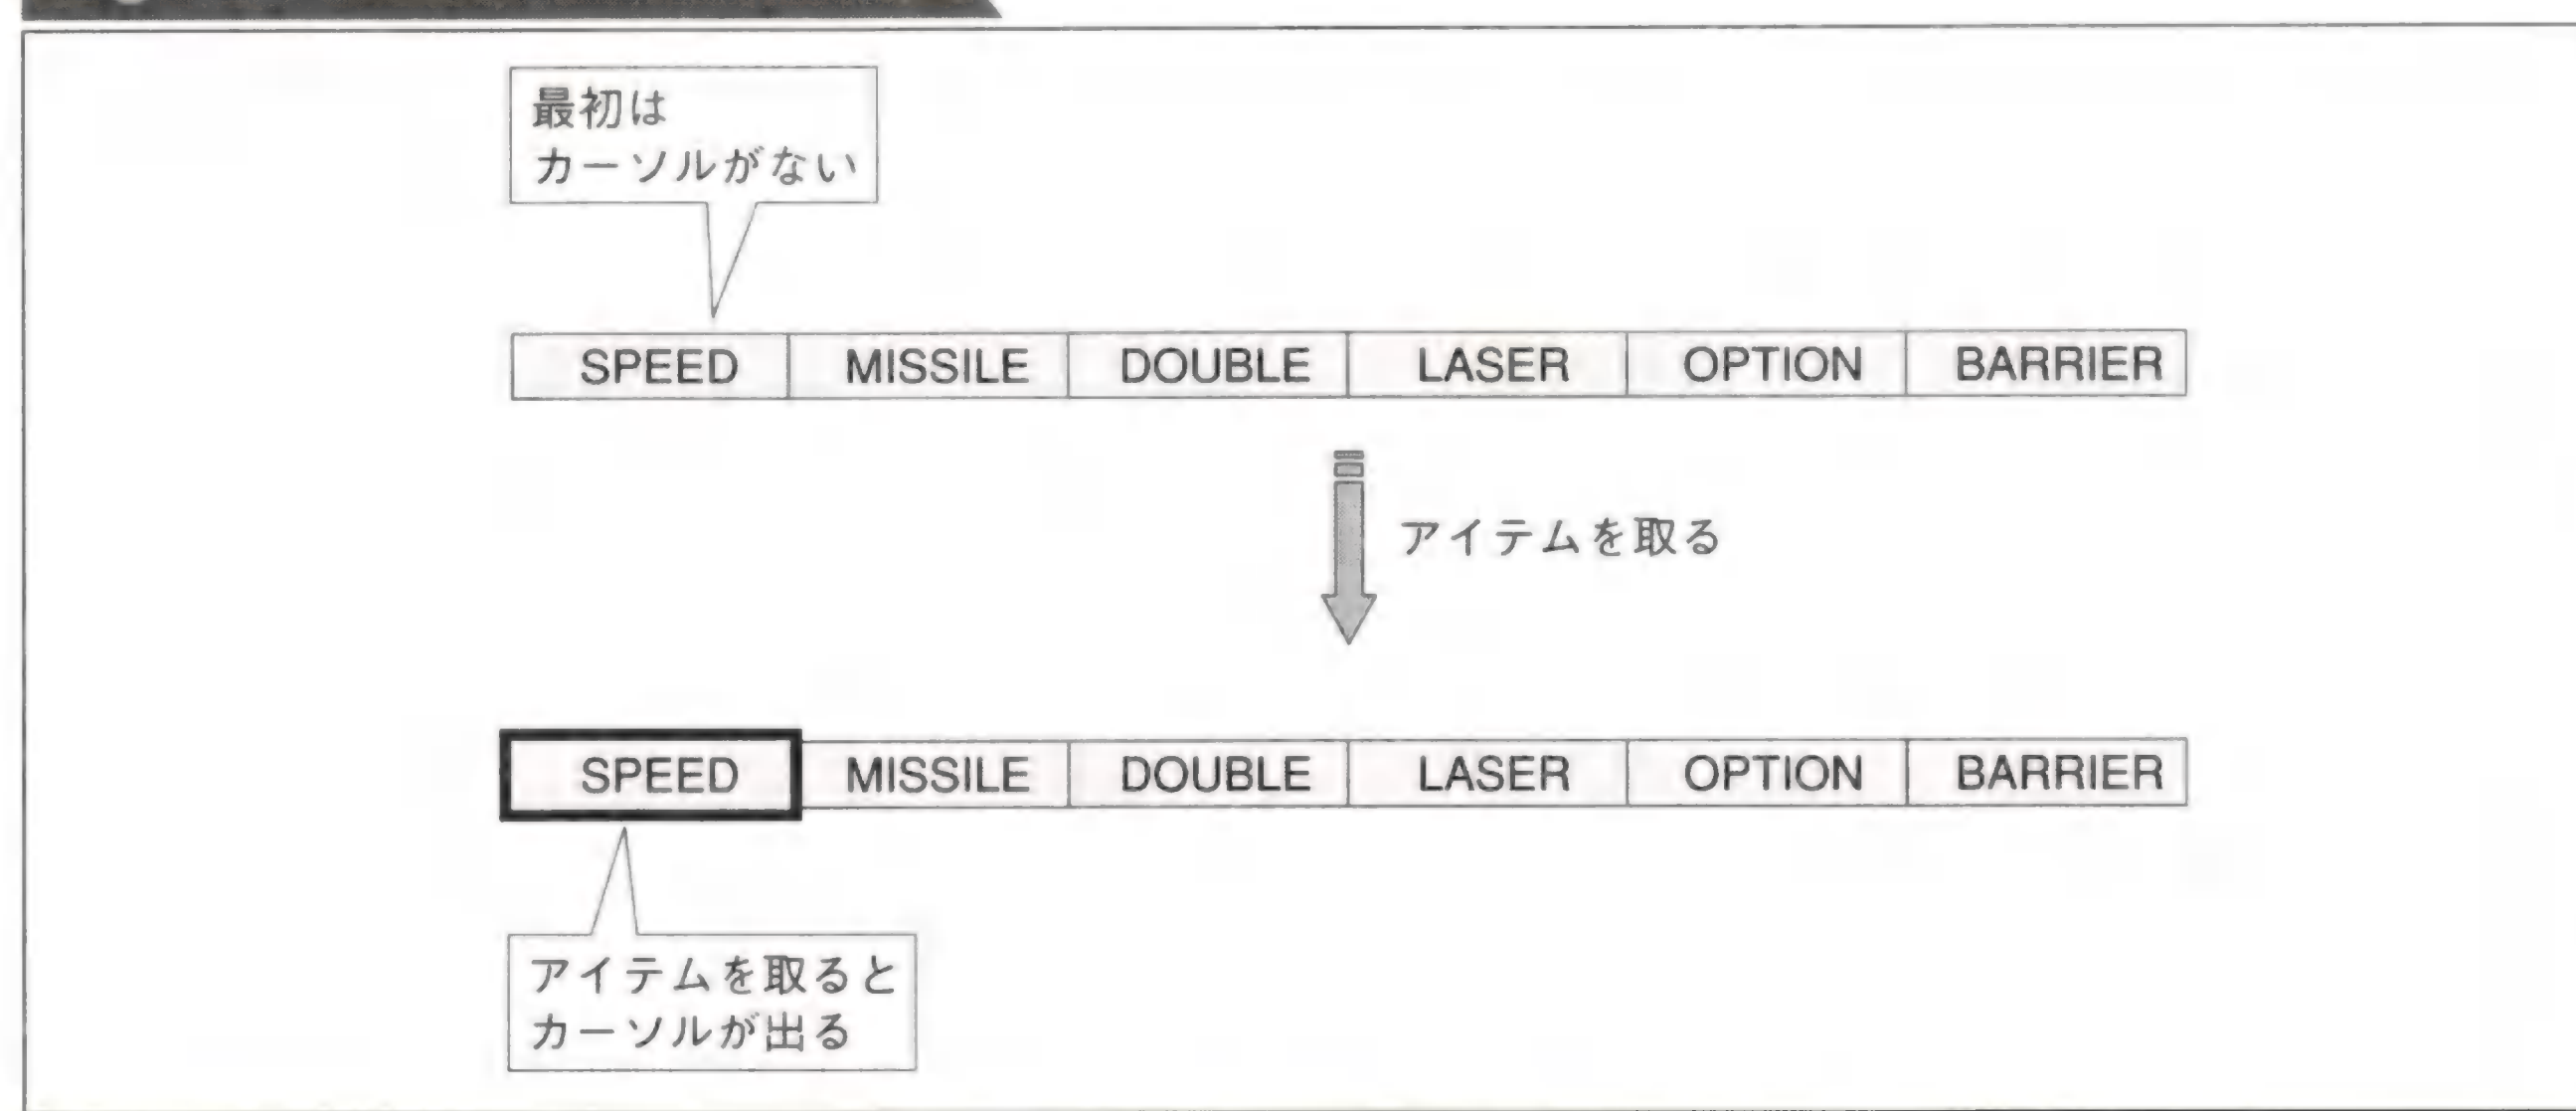 最初は
カーソルがない
SPEED MISSILE DOUBLE LASER OPTION BARRIER
アイテムを取る
SPEED MISSILE DOUBLE LASER OPTION BARRIER
アイテムを取ると
カーソルが出る